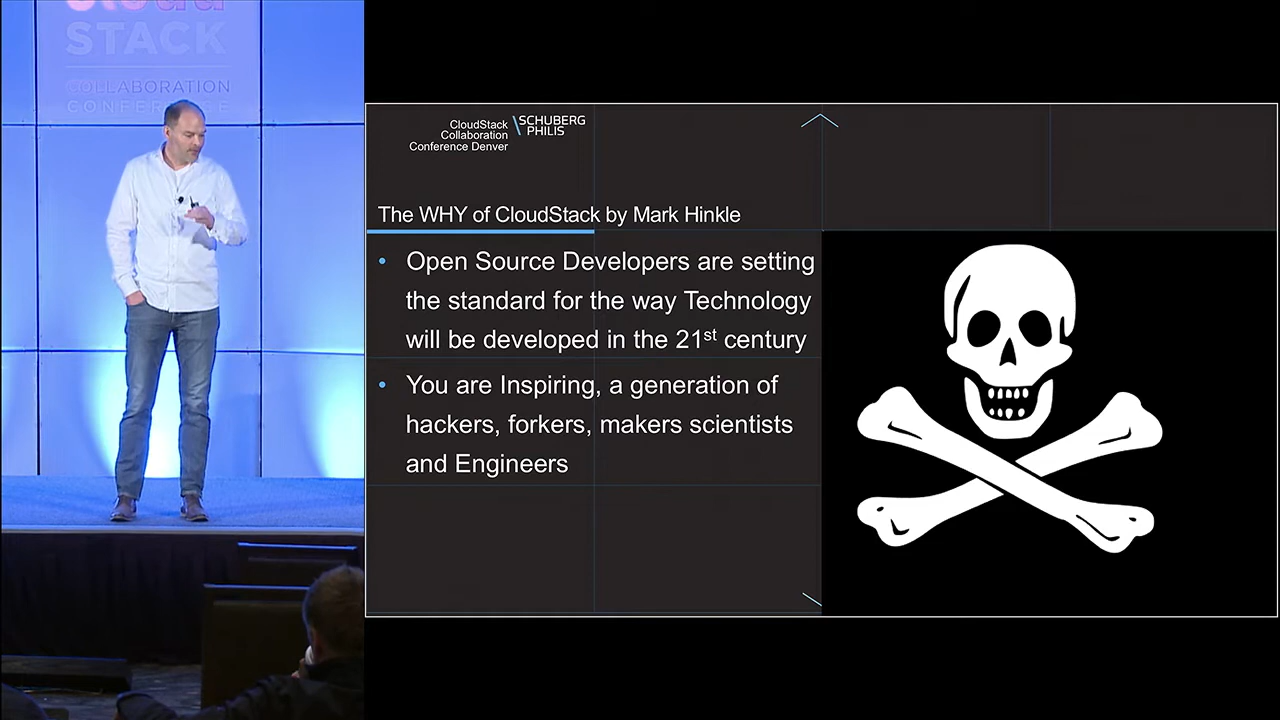 STACK
COLLABORATION
CONFERENCE
CloudStack
Collaboration
Conference Denver
SCHUBERG
PHILIS
The WHY of CloudStack by Mark Hinkle
• Open Source Developers are setting
the standard for the way Technology
will be developed in the 21st century
• You are Inspiring, a generation of
hackers, forkers, makers scientists
and Engineers